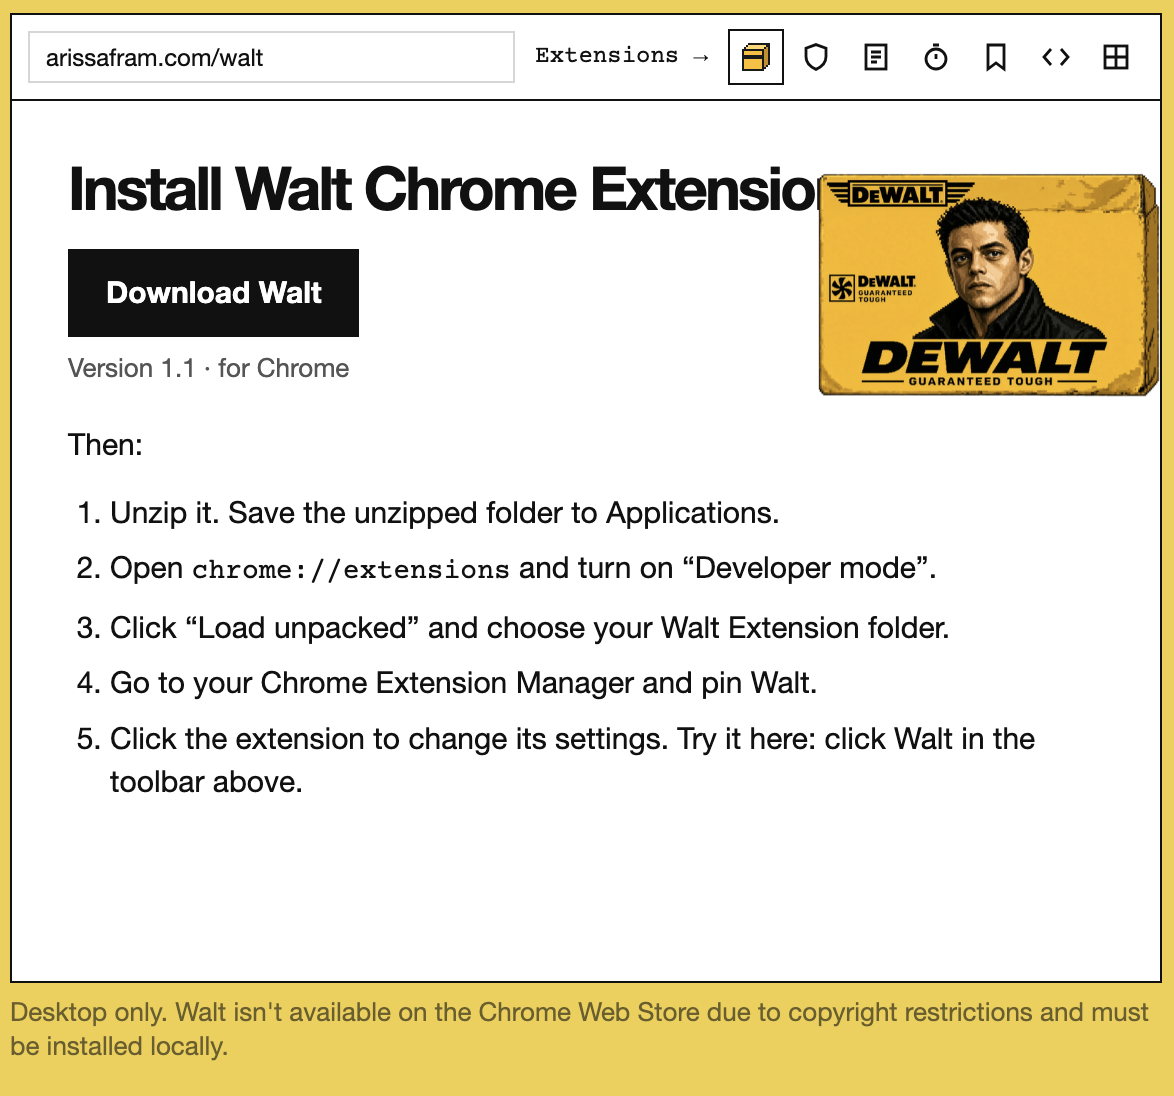 arissafram.com/walt
Extensions →
Install Walt Chrome Extensio
DEWALT
DEWALT
GUARANTEED
TOUGH
DEWALT
GUARANTEED TOUGH
Download Walt
Version 1.1 · for Chrome
Then:
1. Unzip it. Save the unzipped folder to Applications.
2. Open chrome://extensions and turn on “Developer mode”.
3. Click “Load unpacked” and choose your Walt Extension folder.
4. Go to your Chrome Extension Manager and pin Walt.
5. Click the extension to change its settings. Try it here: click Walt in the
toolbar above.
Desktop only. Walt isn't available on the Chrome Web Store due to copyright restrictions and must
be installed locally.